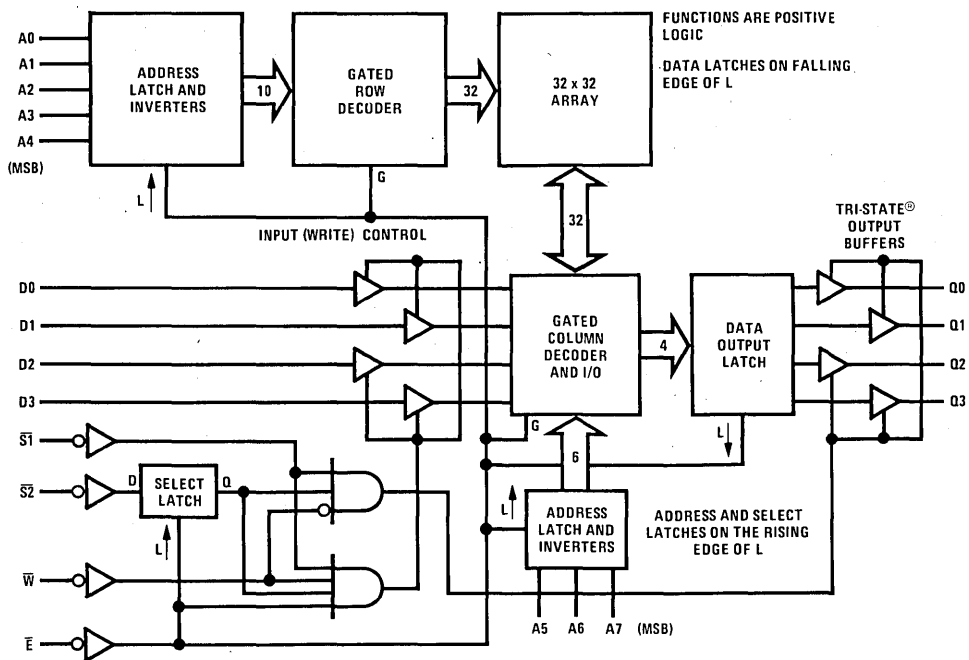 FUNCTIONS ARE POSITIVE
LOGIC
DATA LATCHES ON FALLING
EDGE OF L
A0
A1
A2
A3
A4
(MSB)
ADDRESS
LATCH AND
INVERTERS
10
GATED
ROW
DECODER
32
32 x 32
ARRAY
L
G
INPUT (WRITE) CONTROL
32
TRI-STATE®
OUTPUT
BUFFERS
D0
D1
D2
D3
GATED
COLUMN
DECODER
AND I/O
4
DATA
OUTPUT
LATCH
Q0
Q1
Q2
Q3
G
L
6
S̅1̅
S̅2̅
D
SELECT
LATCH
Q
L
W̅
E̅
L
ADDRESS
LATCH AND
INVERTERS
ADDRESS AND SELECT
LATCHES ON THE RISING
EDGE OF L
A5 A6 A7 (MSB)